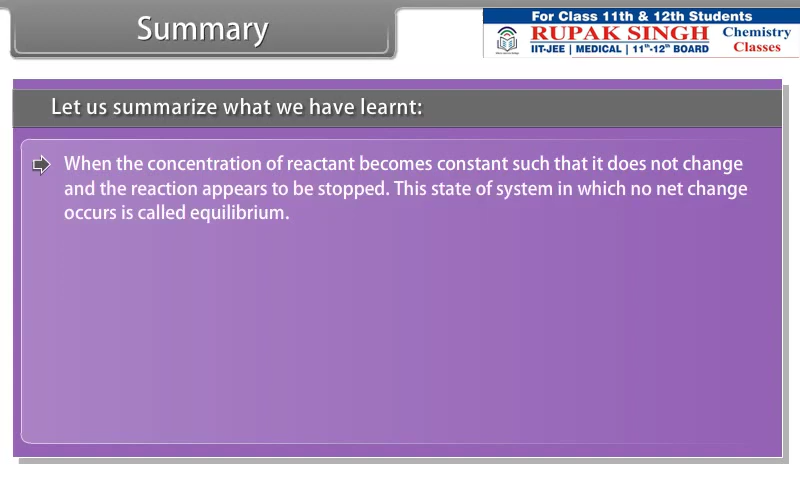 Summary
For Class 11th & 12th Students
RUPAK SINGH
Chemistry
Classes
IIT-JEE | MEDICAL | 11th-12th BOARD
Let us summarize what we have learnt:
When the concentration of reactant becomes constant such that it does not change
and the reaction appears to be stopped. This state of system in which no net change
occurs is called equilibrium.